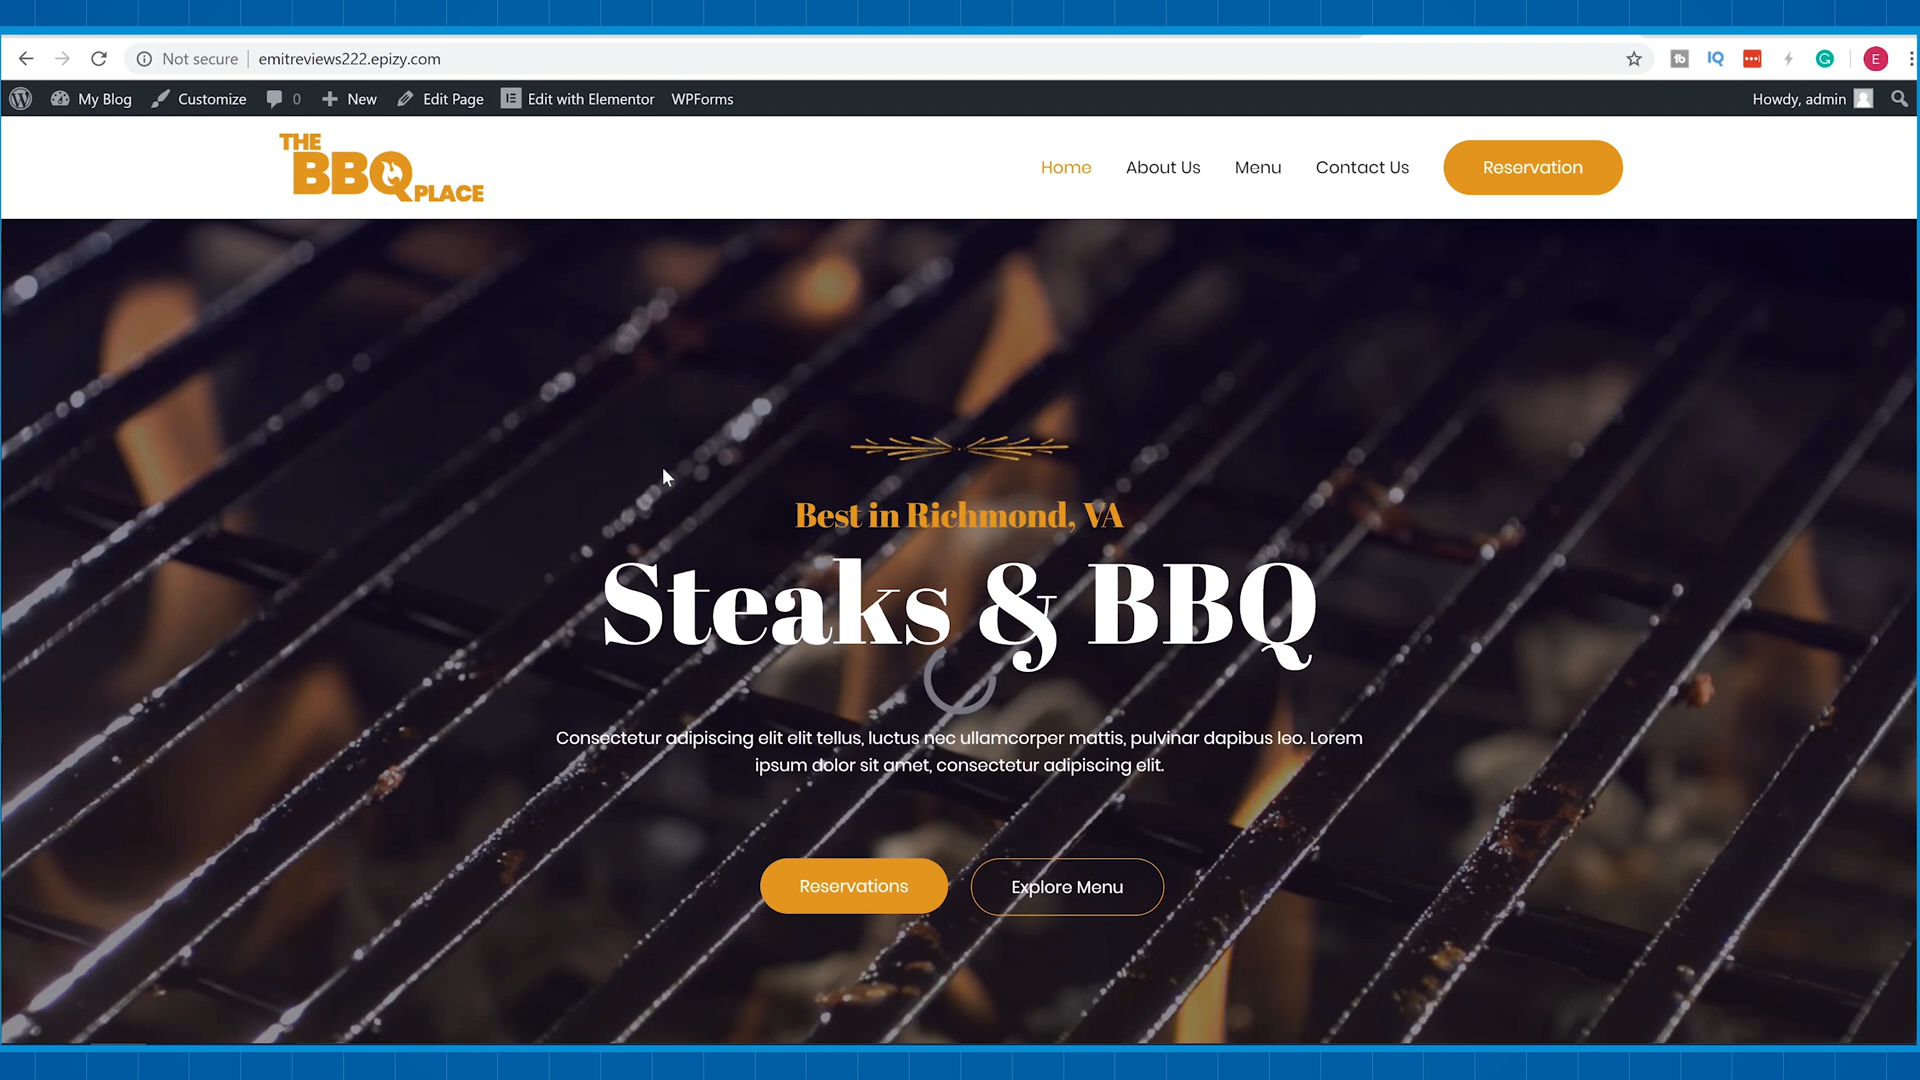 Not secure
emitreviews222.epizy.com
tb
IQ
G
E
My Blog
Customize
0
New
Edit Page
Edit with Elementor
WPForms
Howdy, admin
THE
BBQ
PLACE
Home
About Us
Menu
Contact Us
Reservation
Best in Richmond, VA
Steaks & BBQ
Consectetur adipiscing elit elit tellus, luctus nec ullamcorper mattis, pulvinar dapibus leo. Lorem
ipsum dolor sit amet, consectetur adipiscing elit.
Reservations
Explore Menu